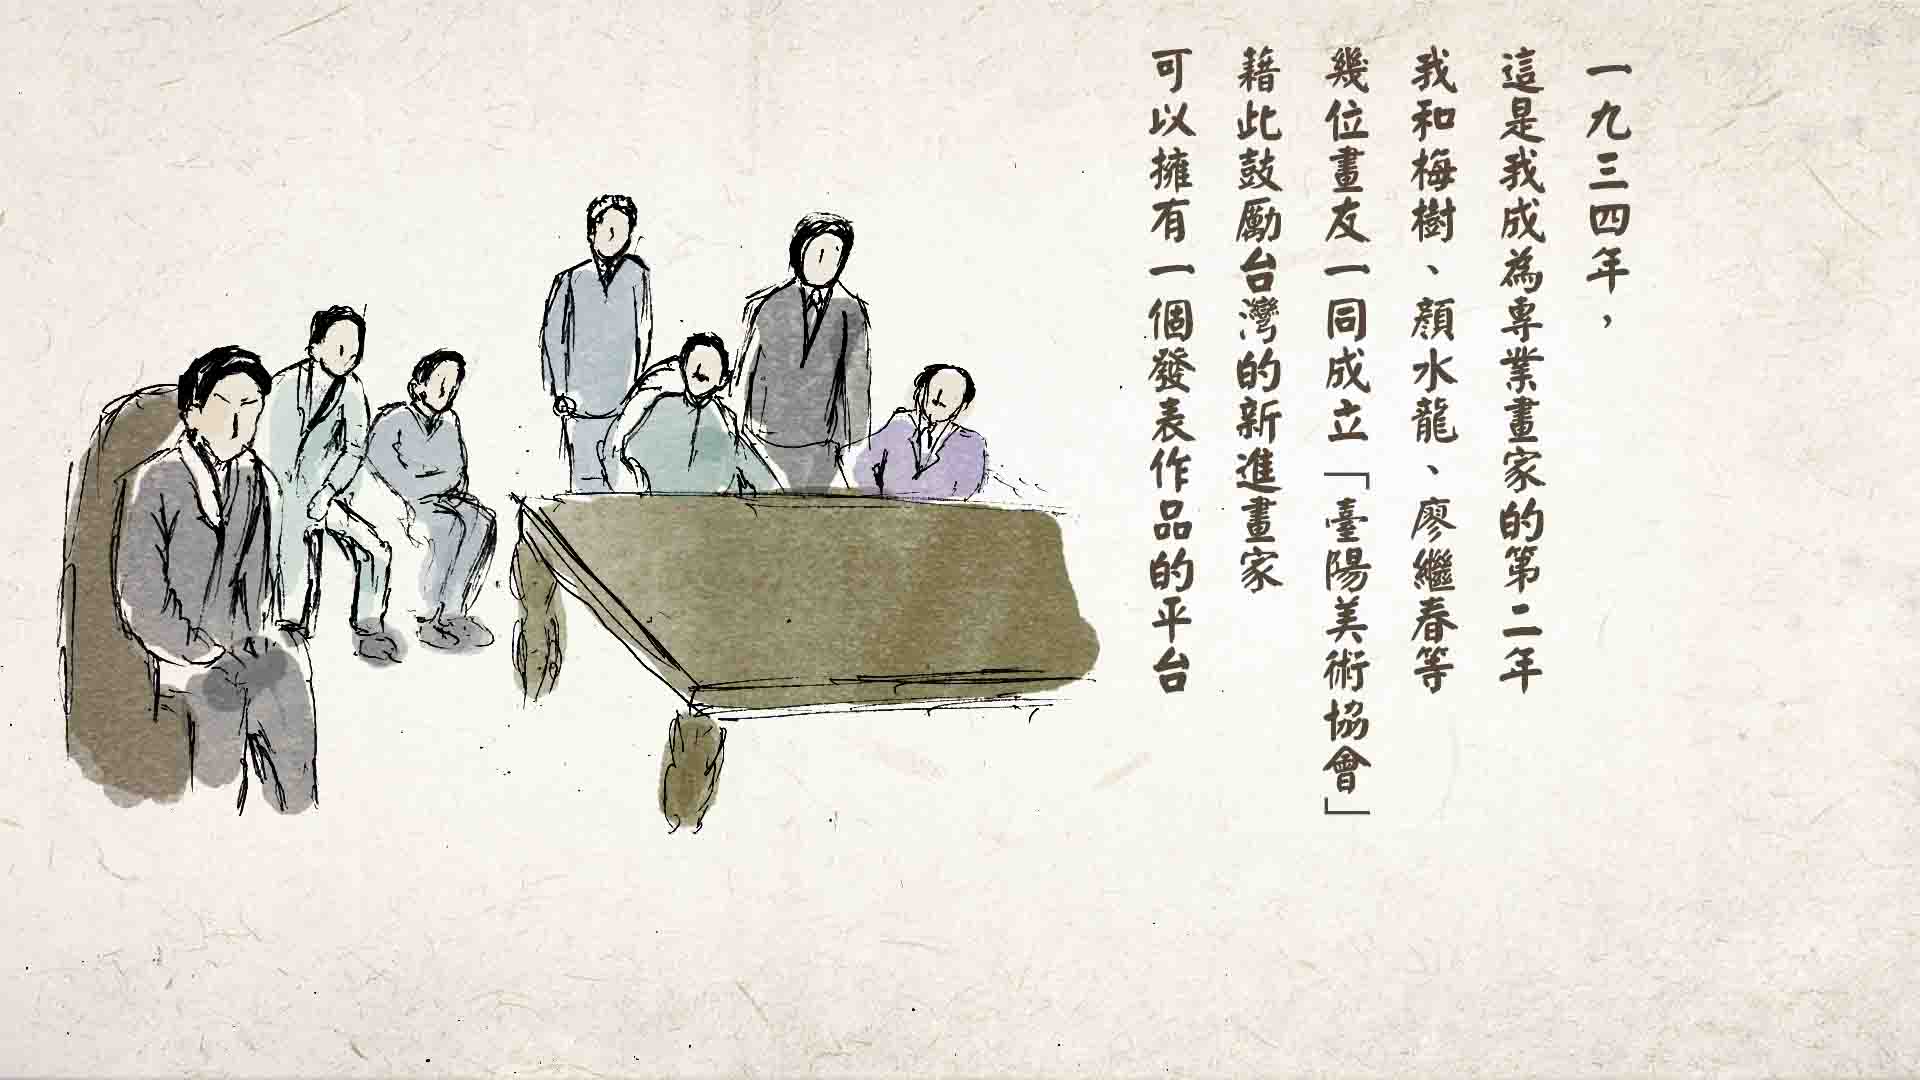 一九三四年，
這是我成為專業畫家的第二年
我和梅樹、顏水龍、廖繼春等
幾位畫友一同成立「臺陽美術協會」
藉此鼓勵台灣的新進畫家
可以擁有一個發表作品的平台